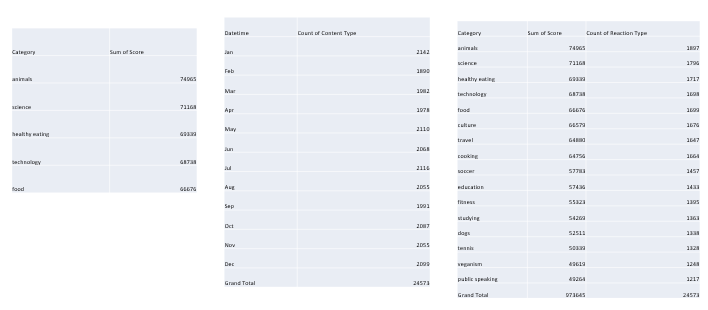 Category Sum of Score
animals 74965
science 71168
healthy eating 69339
technology 68738
food 66676
Datetime Count of Content Type
Jan 2142
Feb 1890
Mar 1982
Apr 1978
May 2110
Jun 2068
Jul 2116
Aug 2055
Sep 1991
Oct 2087
Nov 2055
Dec 2099
Grand Total 24573
Category Sum of Score Count of Reaction Type
animals 74965 1897
science 71168 1796
healthy eating 69339 1717
technology 68738 1698
food 66676 1699
culture 66579 1676
travel 64880 1647
cooking 64756 1664
soccer 57783 1457
education 57436 1433
fitness 55323 1395
studying 54269 1363
dogs 52511 1338
tennis 50339 1328
veganism 49619 1248
public speaking 49264 1217
Grand Total 973645 24573